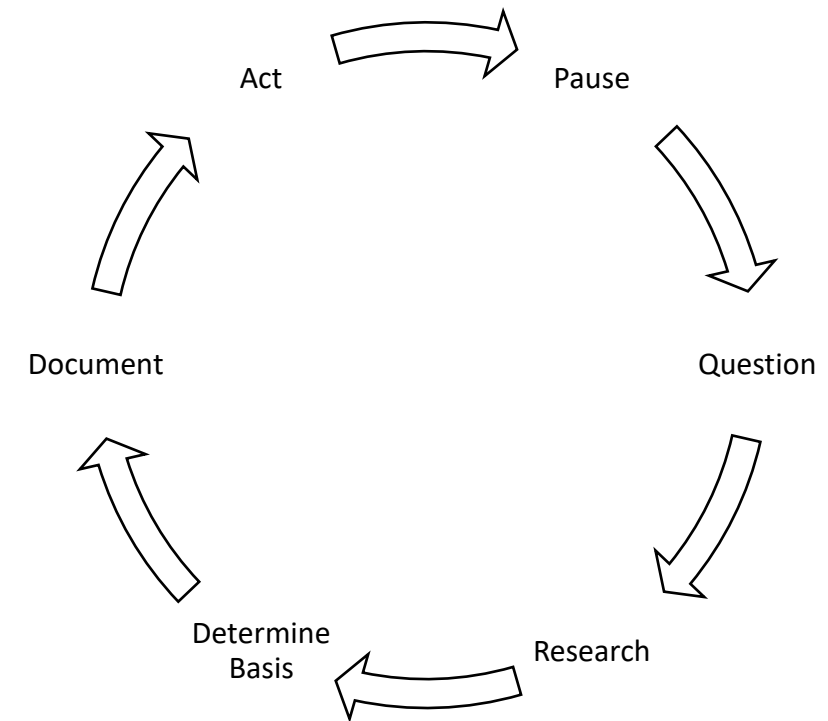 Act
Pause
Question
Research
Determine
Basis
Document